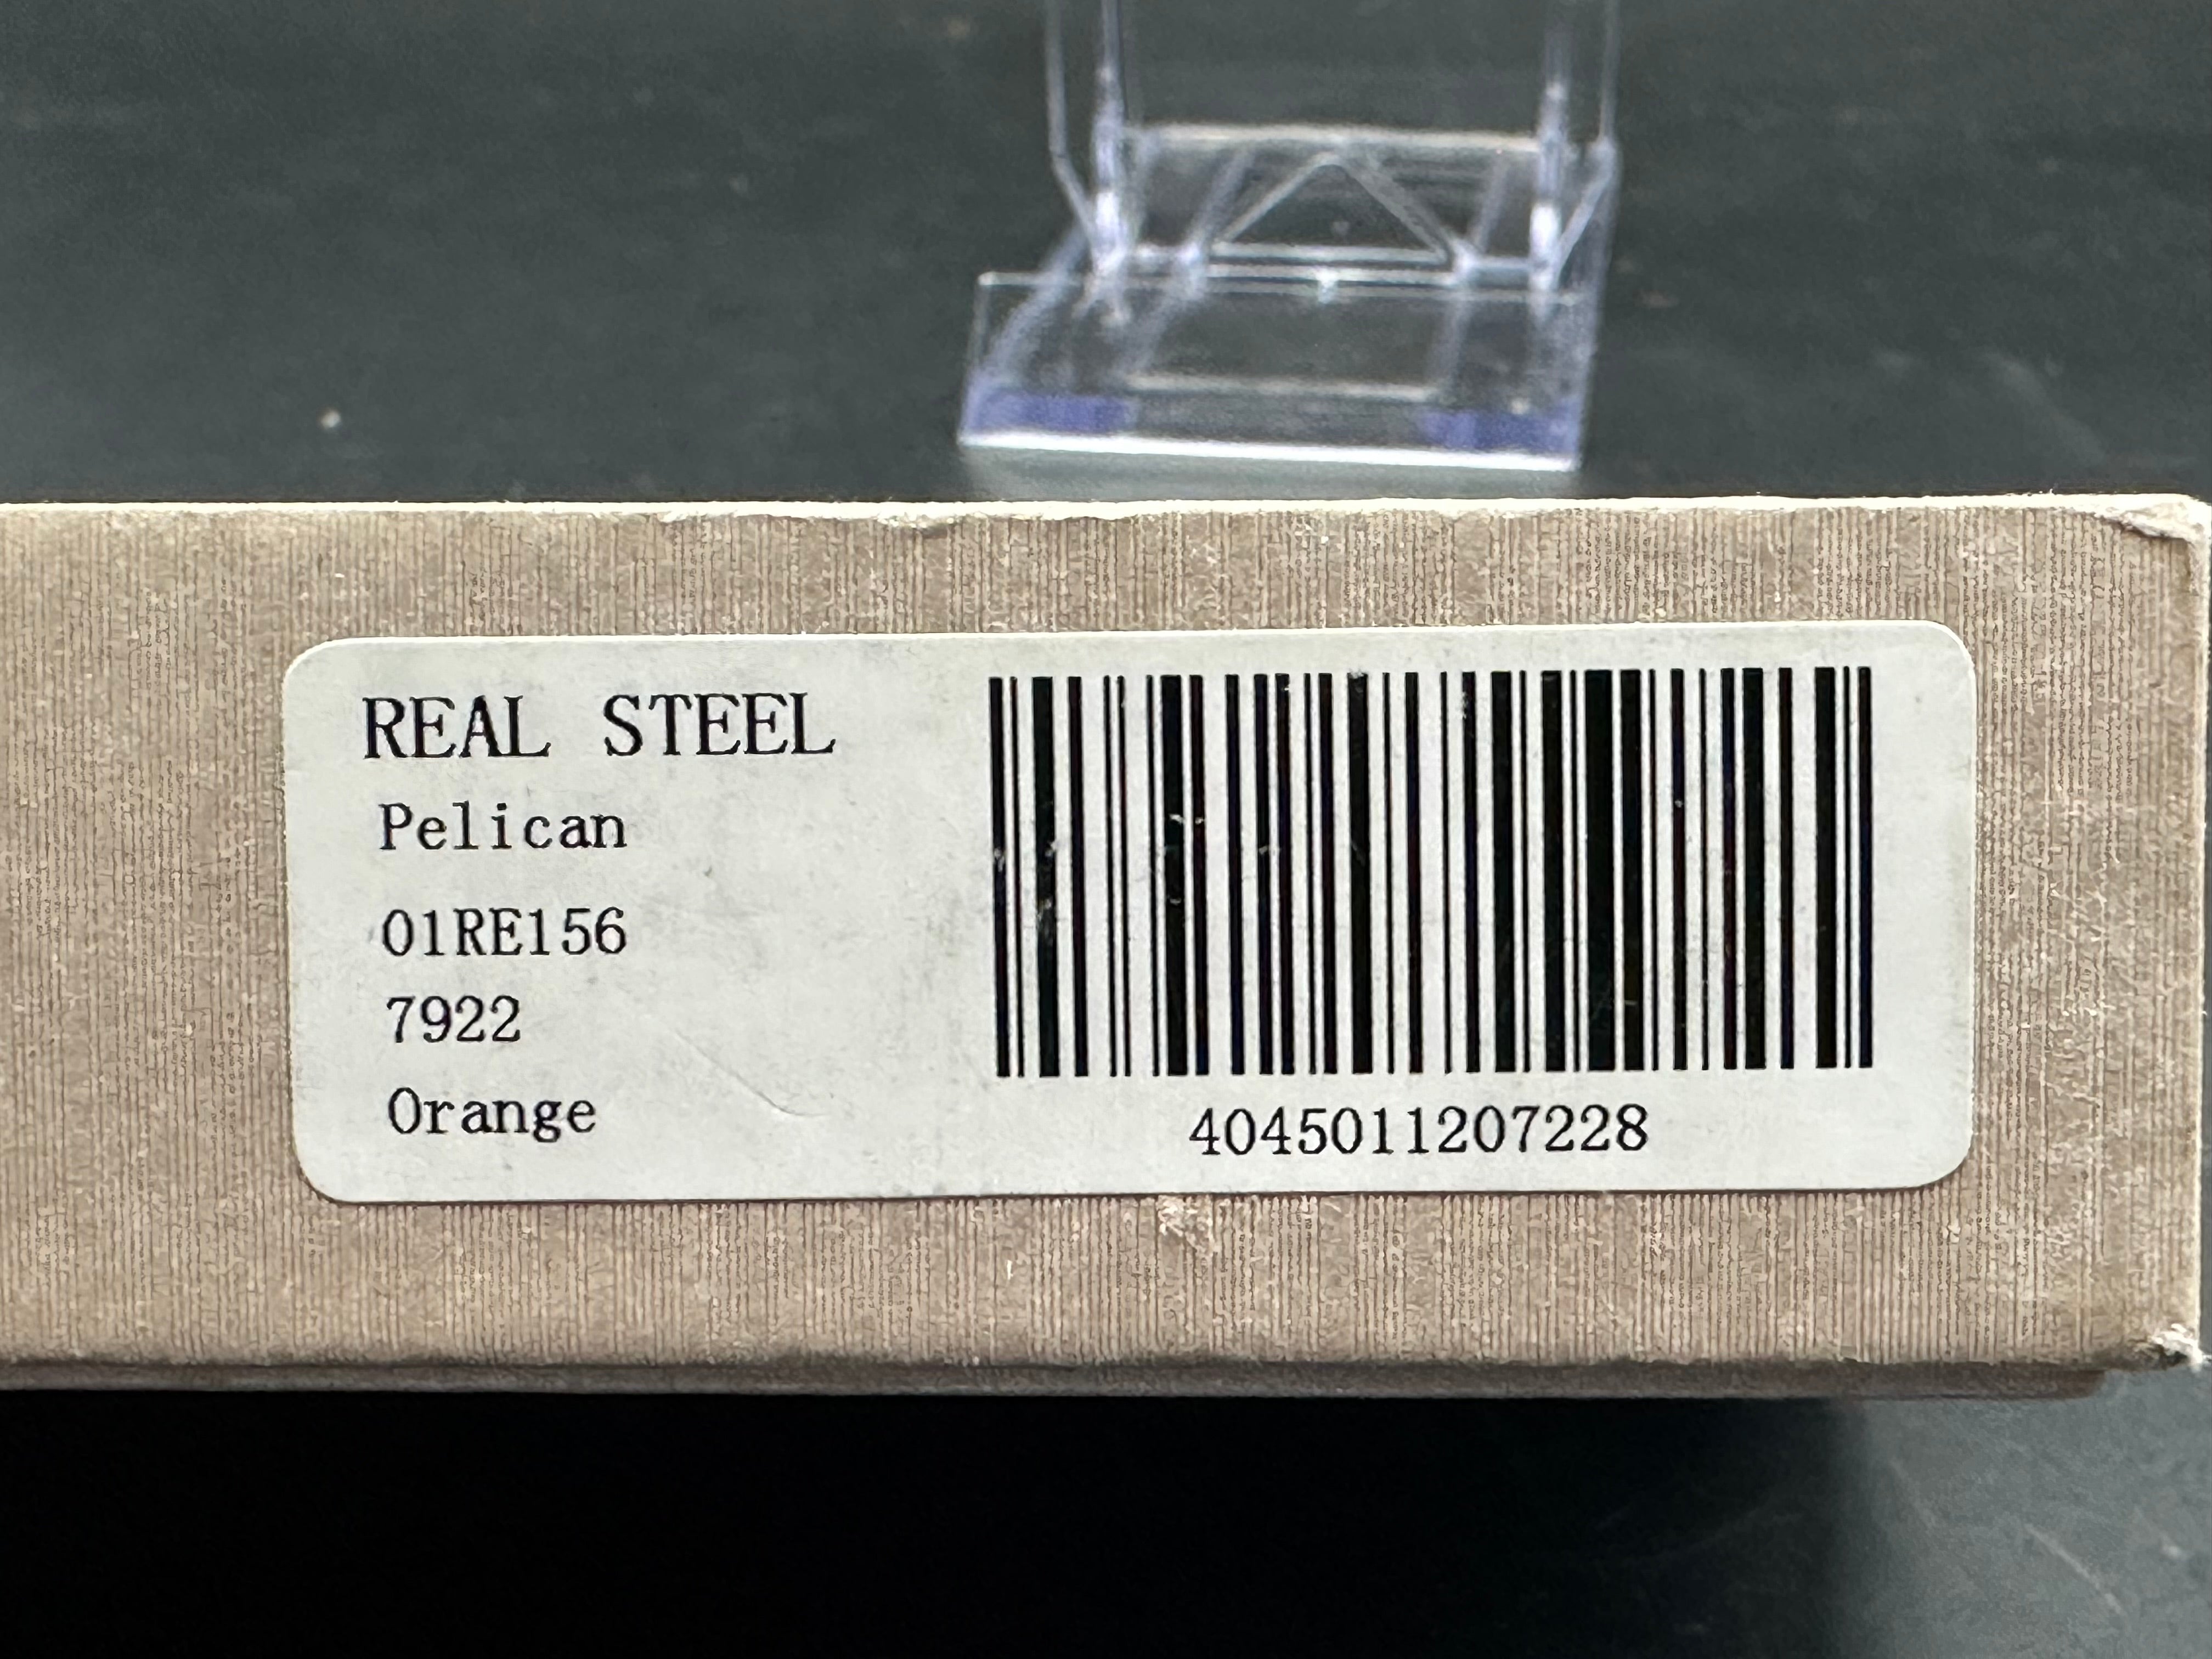 REAL STEEL
Pelican
01RE156
7922
Orange
4045011207228